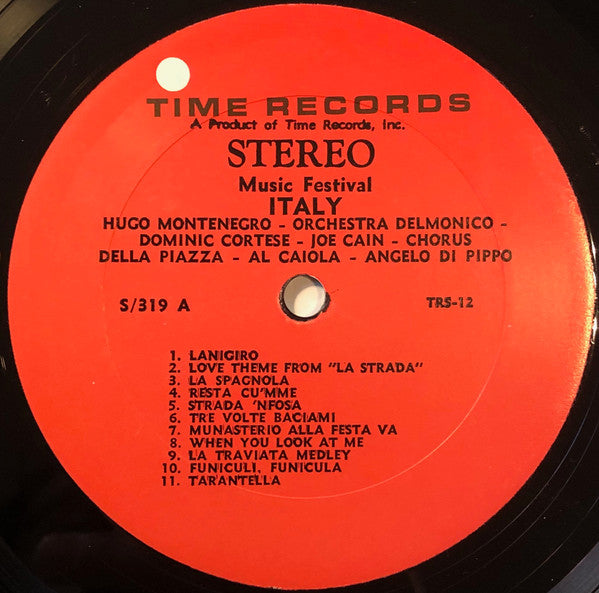 TIME RECORDS
A Product of Time Records, Inc.
STEREO
Music Festival
ITALY
HUGO MONTENEGRO - ORCHESTRA DELMONICO -
DOMINIC CORTESE - JOE CAIN - CHORUS
DELLA PIAZZA - AL CAIOLA - ANGELO DI PIPPO
S/319 A TRS-12
1. LANIGIRO
2. LOVE THEME FROM "LA STRADA"
3. LA SPAGNOLA
4. RESTA CU'MME
5. STRADA 'NFOSA
6. TRE VOLTE BACIAMI
7. MUNASTERIO ALLA FESTA VA
8. WHEN YOU LOOK AT ME
9. LA TRAVIATA MEDLEY
10. FUNICULI, FUNICULA
11. TARANTELLA